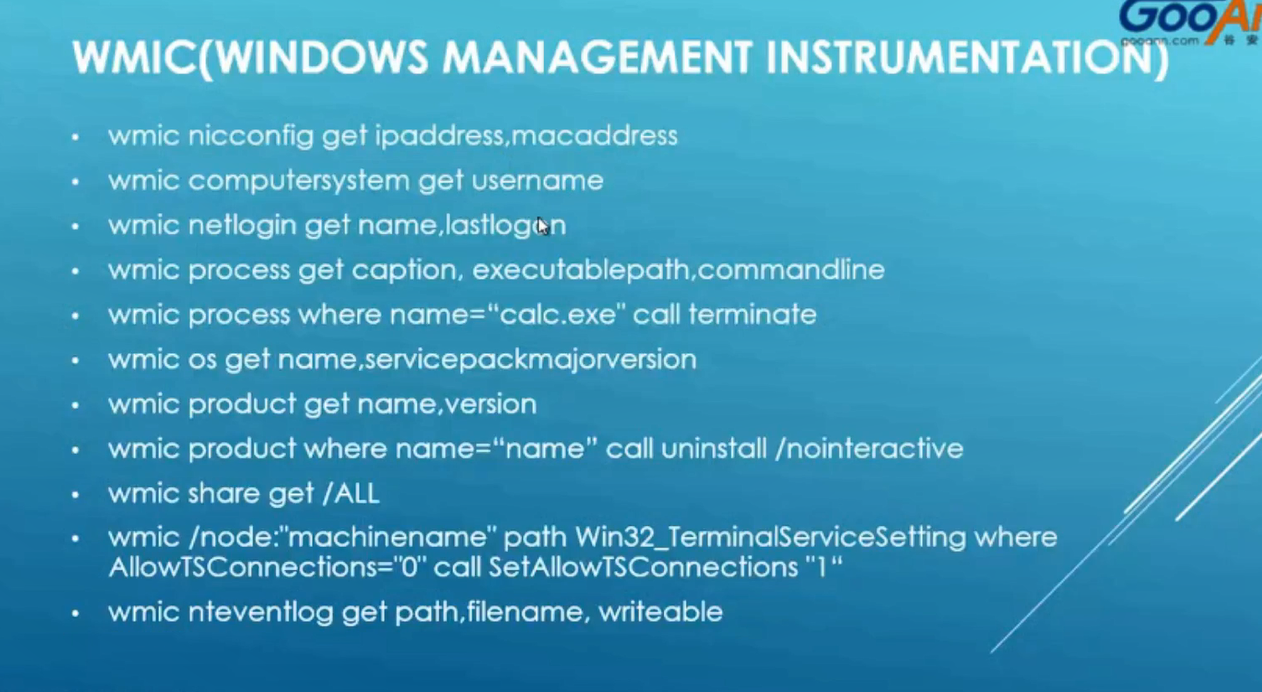 GooAn
gooann.com 谷 安
WMIC(WINDOWS MANAGEMENT INSTRUMENTATION)
• wmic nicconfig get ipaddress,macaddress
• wmic computersystem get username
• wmic netlogin get name,lastlogon
• wmic process get caption, executablepath,commandline
• wmic process where name=“calc.exe" call terminate
• wmic os get name,servicepackmajorversion
• wmic product get name,version
• wmic product where name=“name” call uninstall /nointeractive
• wmic share get /ALL
• wmic /node:"machinename" path Win32_TerminalServiceSetting where
AllowTSConnections="0" call SetAllowTSConnections "1“
• wmic nteventlog get path,filename, writeable